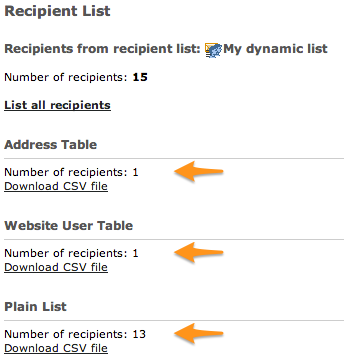 Recipient List
Recipients from recipient list: My dynamic list
Number of recipients: 15
List all recipients
Address Table
Number of recipients: 1
Download CSV file
Website User Table
Number of recipients: 1
Download CSV file
Plain List
Number of recipients: 13
Download CSV file